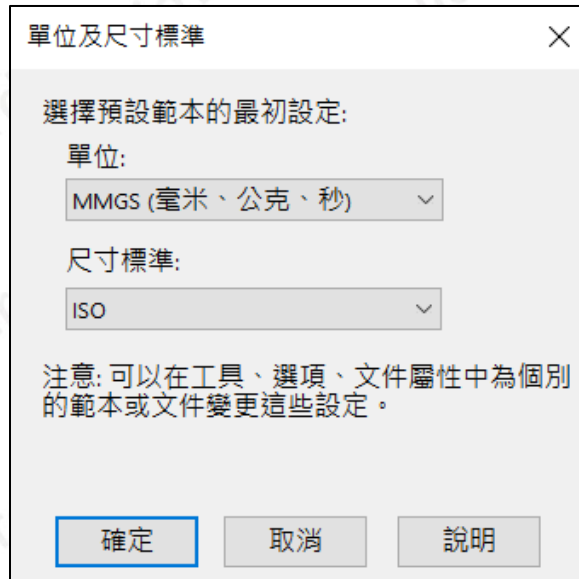 單位及尺寸標準
選擇預設範本的最初設定:
單位:
MMGS (毫米、公克、秒)
尺寸標準:
ISO
注意: 可以在工具、選項、文件屬性中為個別
的範本或文件變更這些設定。
確定 取消 說明